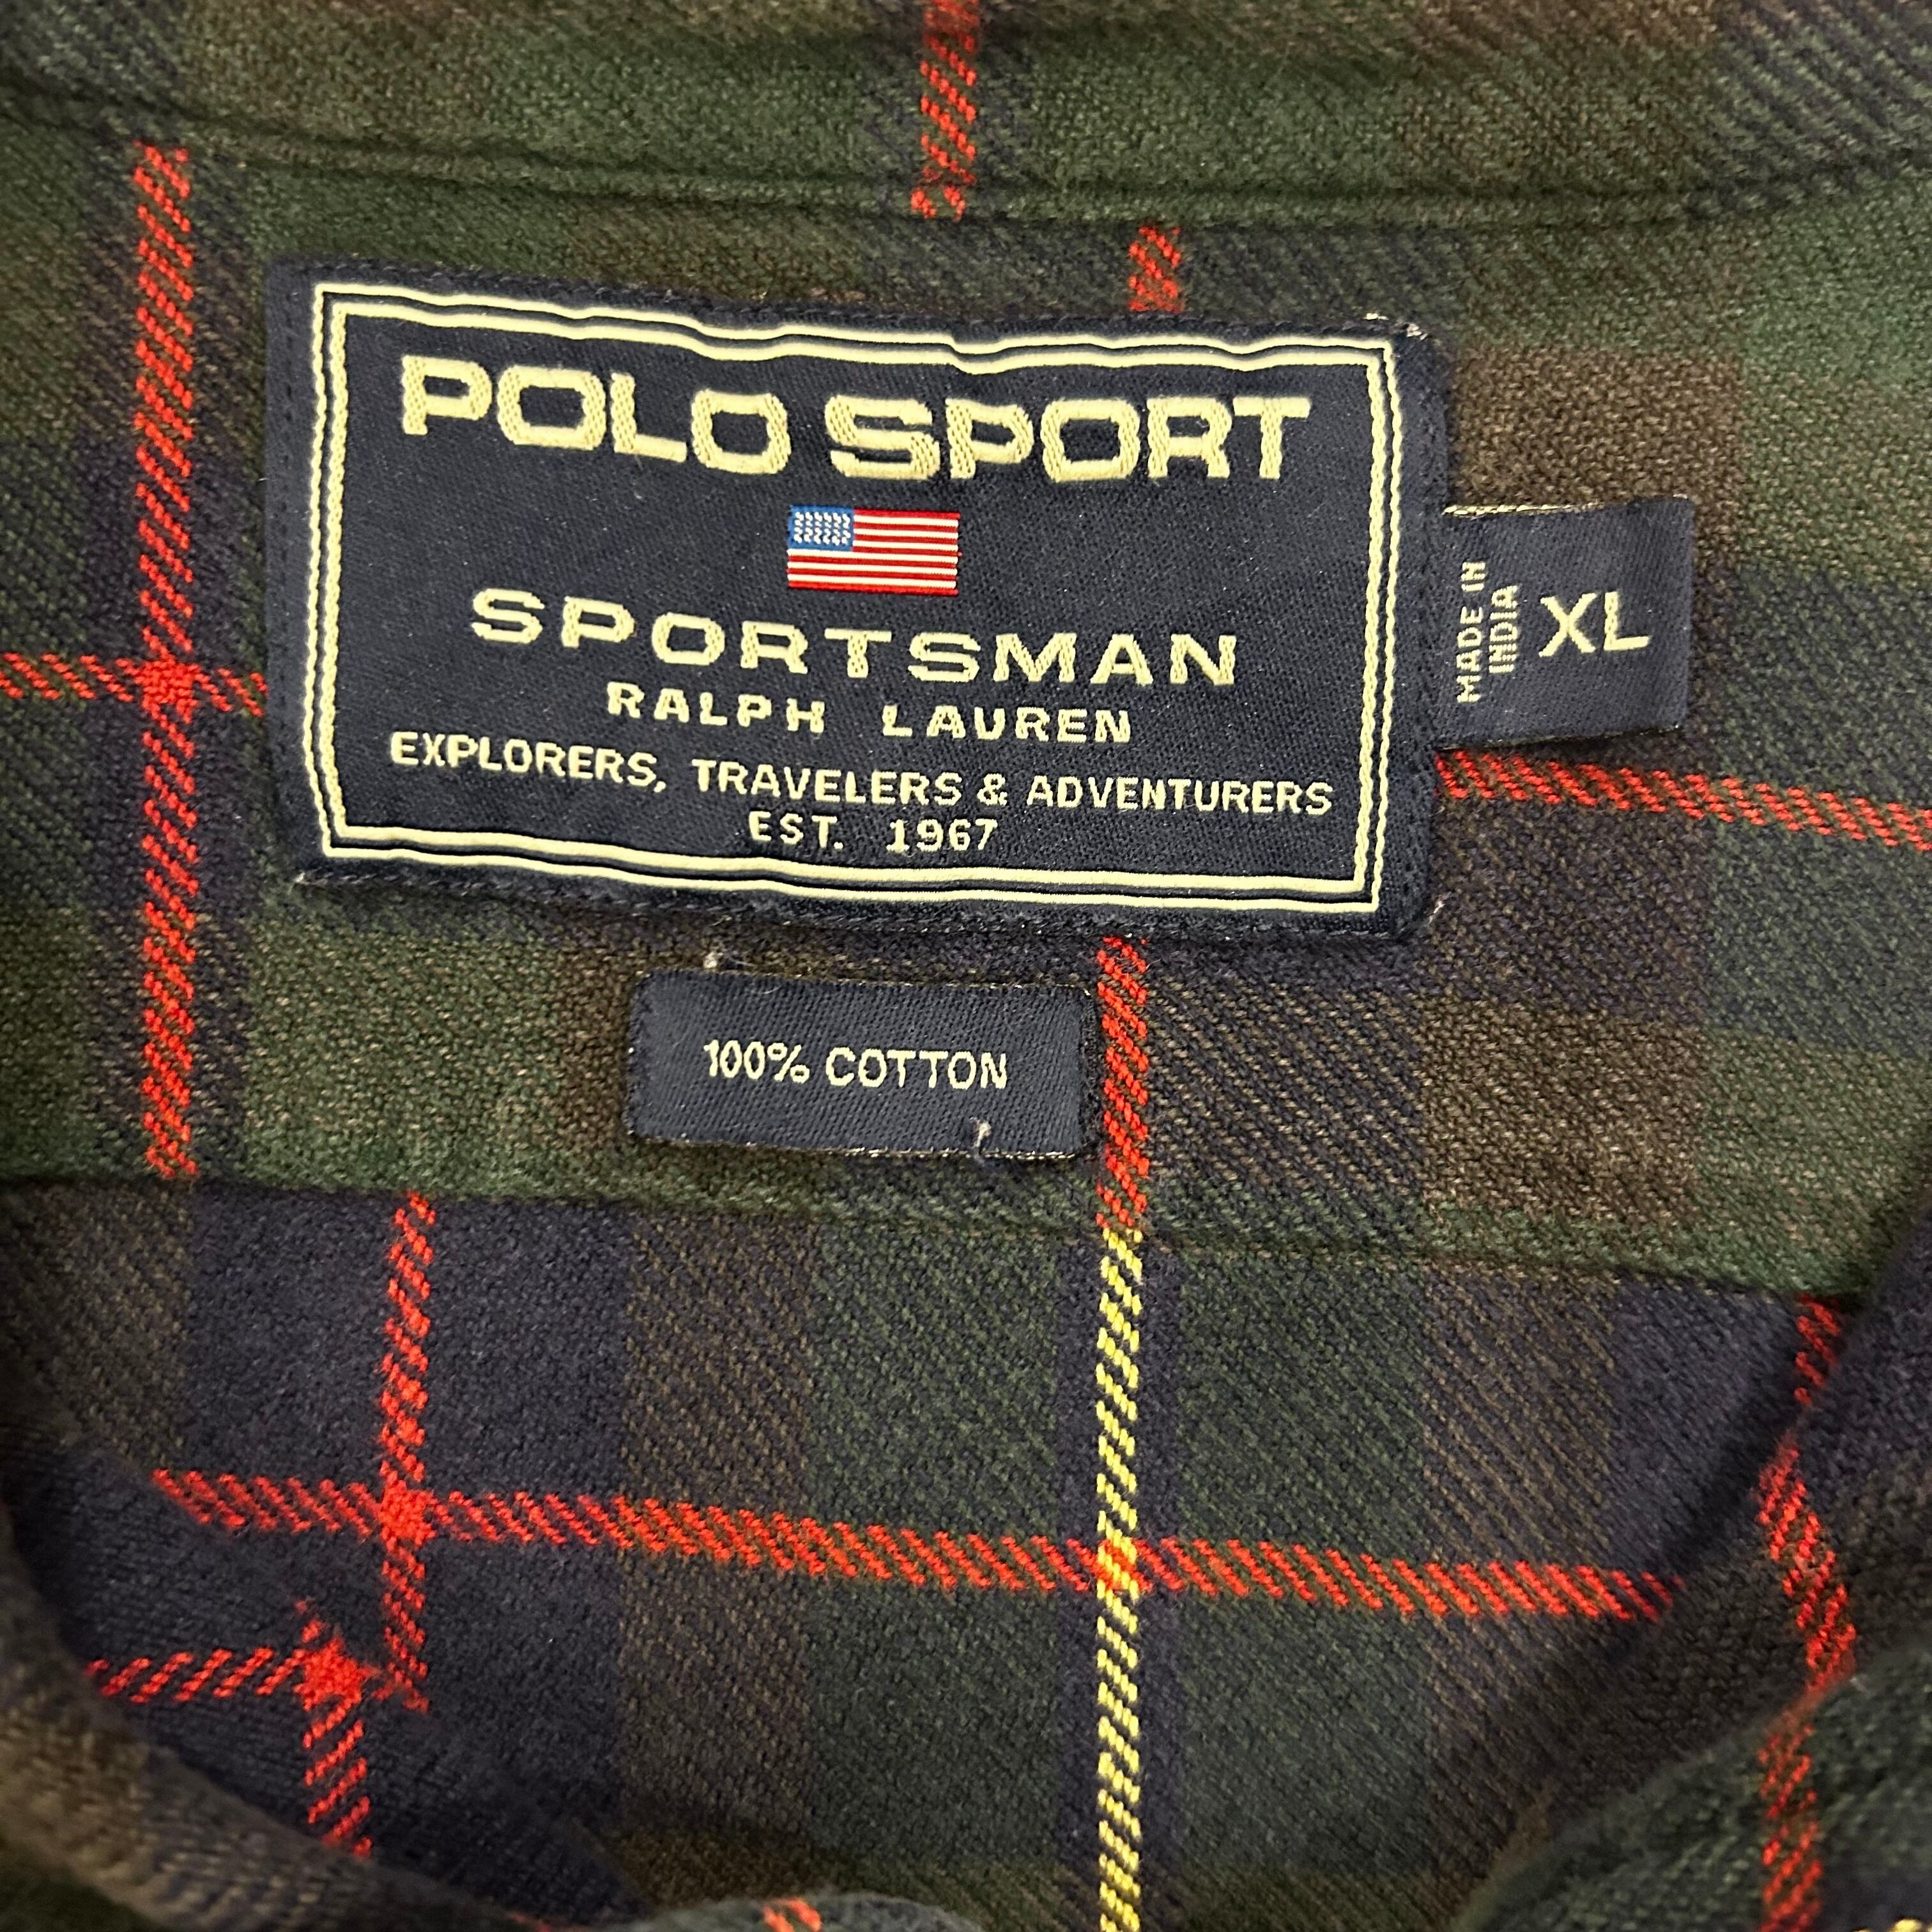 POLO SPORT
SPORTSMAN
RALPH LAUREN
EXPLORERS, TRAVELERS & ADVENTURERS
EST. 1967
MADE IN
INDIA
XL
100% COTTON